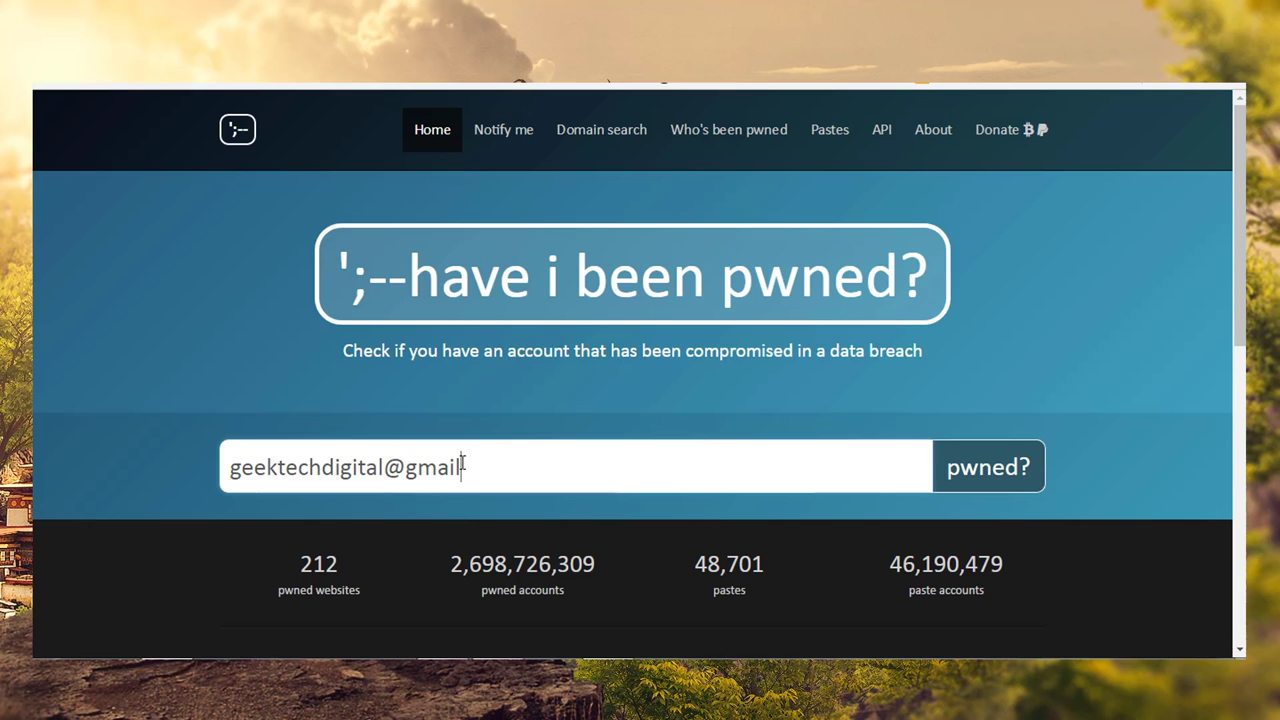 ';--
Home Notify me Domain search Who's been pwned Pastes API About Donate
';--have i been pwned?
Check if you have an account that has been compromised in a data breach
geektechdigital@gmail
pwned?
212 2,698,726,309 48,701 46,190,479
pwned websites pwned accounts pastes paste accounts